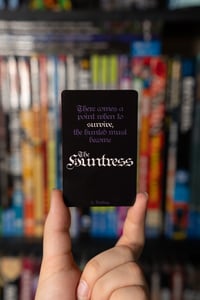 There comes a
point when to
survive,
the hunted must
become
The
Huntress